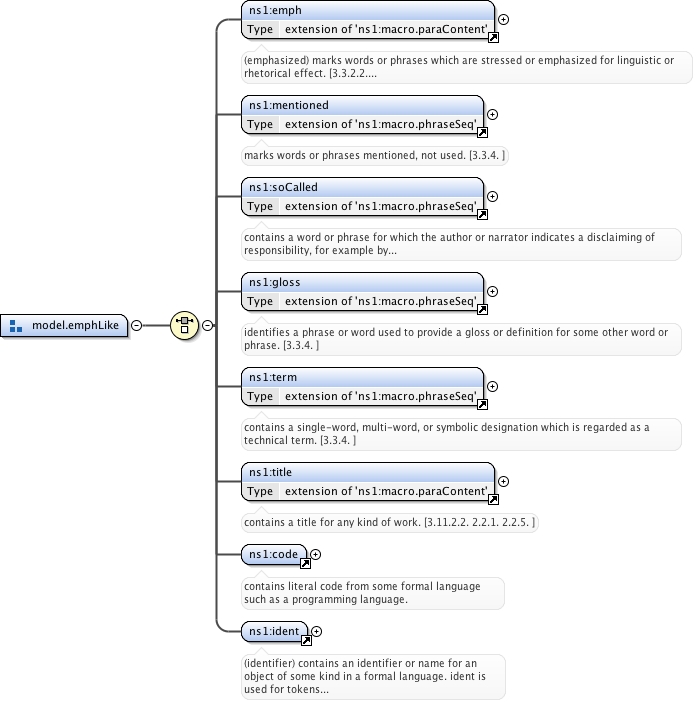 ns1:emph
Type extension of 'ns1:macro.paraContent'
(emphasized) marks words or phrases which are stressed or emphasized for linguistic or
rhetorical effect. [3.3.2.2....
ns1:mentioned
Type extension of 'ns1:macro.phraseSeq'
marks words or phrases mentioned, not used. [3.3.4. ]
ns1:soCalled
Type extension of 'ns1:macro.phraseSeq'
contains a word or phrase for which the author or narrator indicates a disclaiming of
responsibility, for example by...
ns1:gloss
Type extension of 'ns1:macro.phraseSeq'
identifies a phrase or word used to provide a gloss or definition for some other word or
phrase. [3.3.4. ]
model.emphLike
ns1:term
Type extension of 'ns1:macro.phraseSeq'
contains a single-word, multi-word, or symbolic designation which is regarded as a
technical term. [3.3.4. ]
ns1:title
Type extension of 'ns1:macro.paraContent'
contains a title for any kind of work. [3.11.2.2. 2.2.1. 2.2.5. ]
ns1:code
contains literal code from some formal language
such as a programming language.
ns1:ident
(identifier) contains an identifier or name for an
object of some kind in a formal language. ident is
used for tokens...